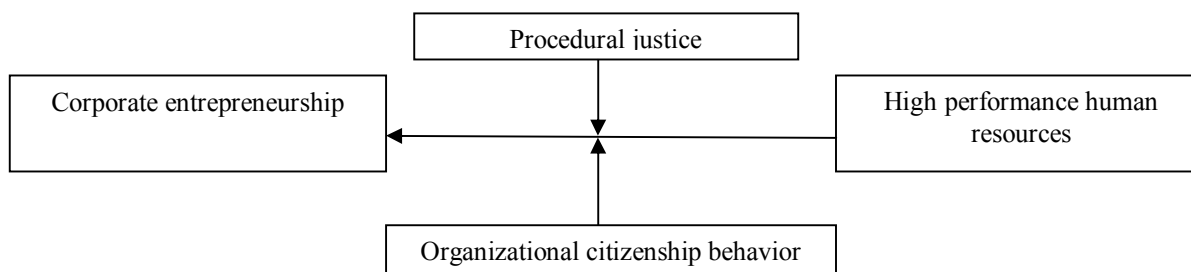 Procedural justice
Corporate entrepreneurship
High performance human
resources
Organizational citizenship behavior